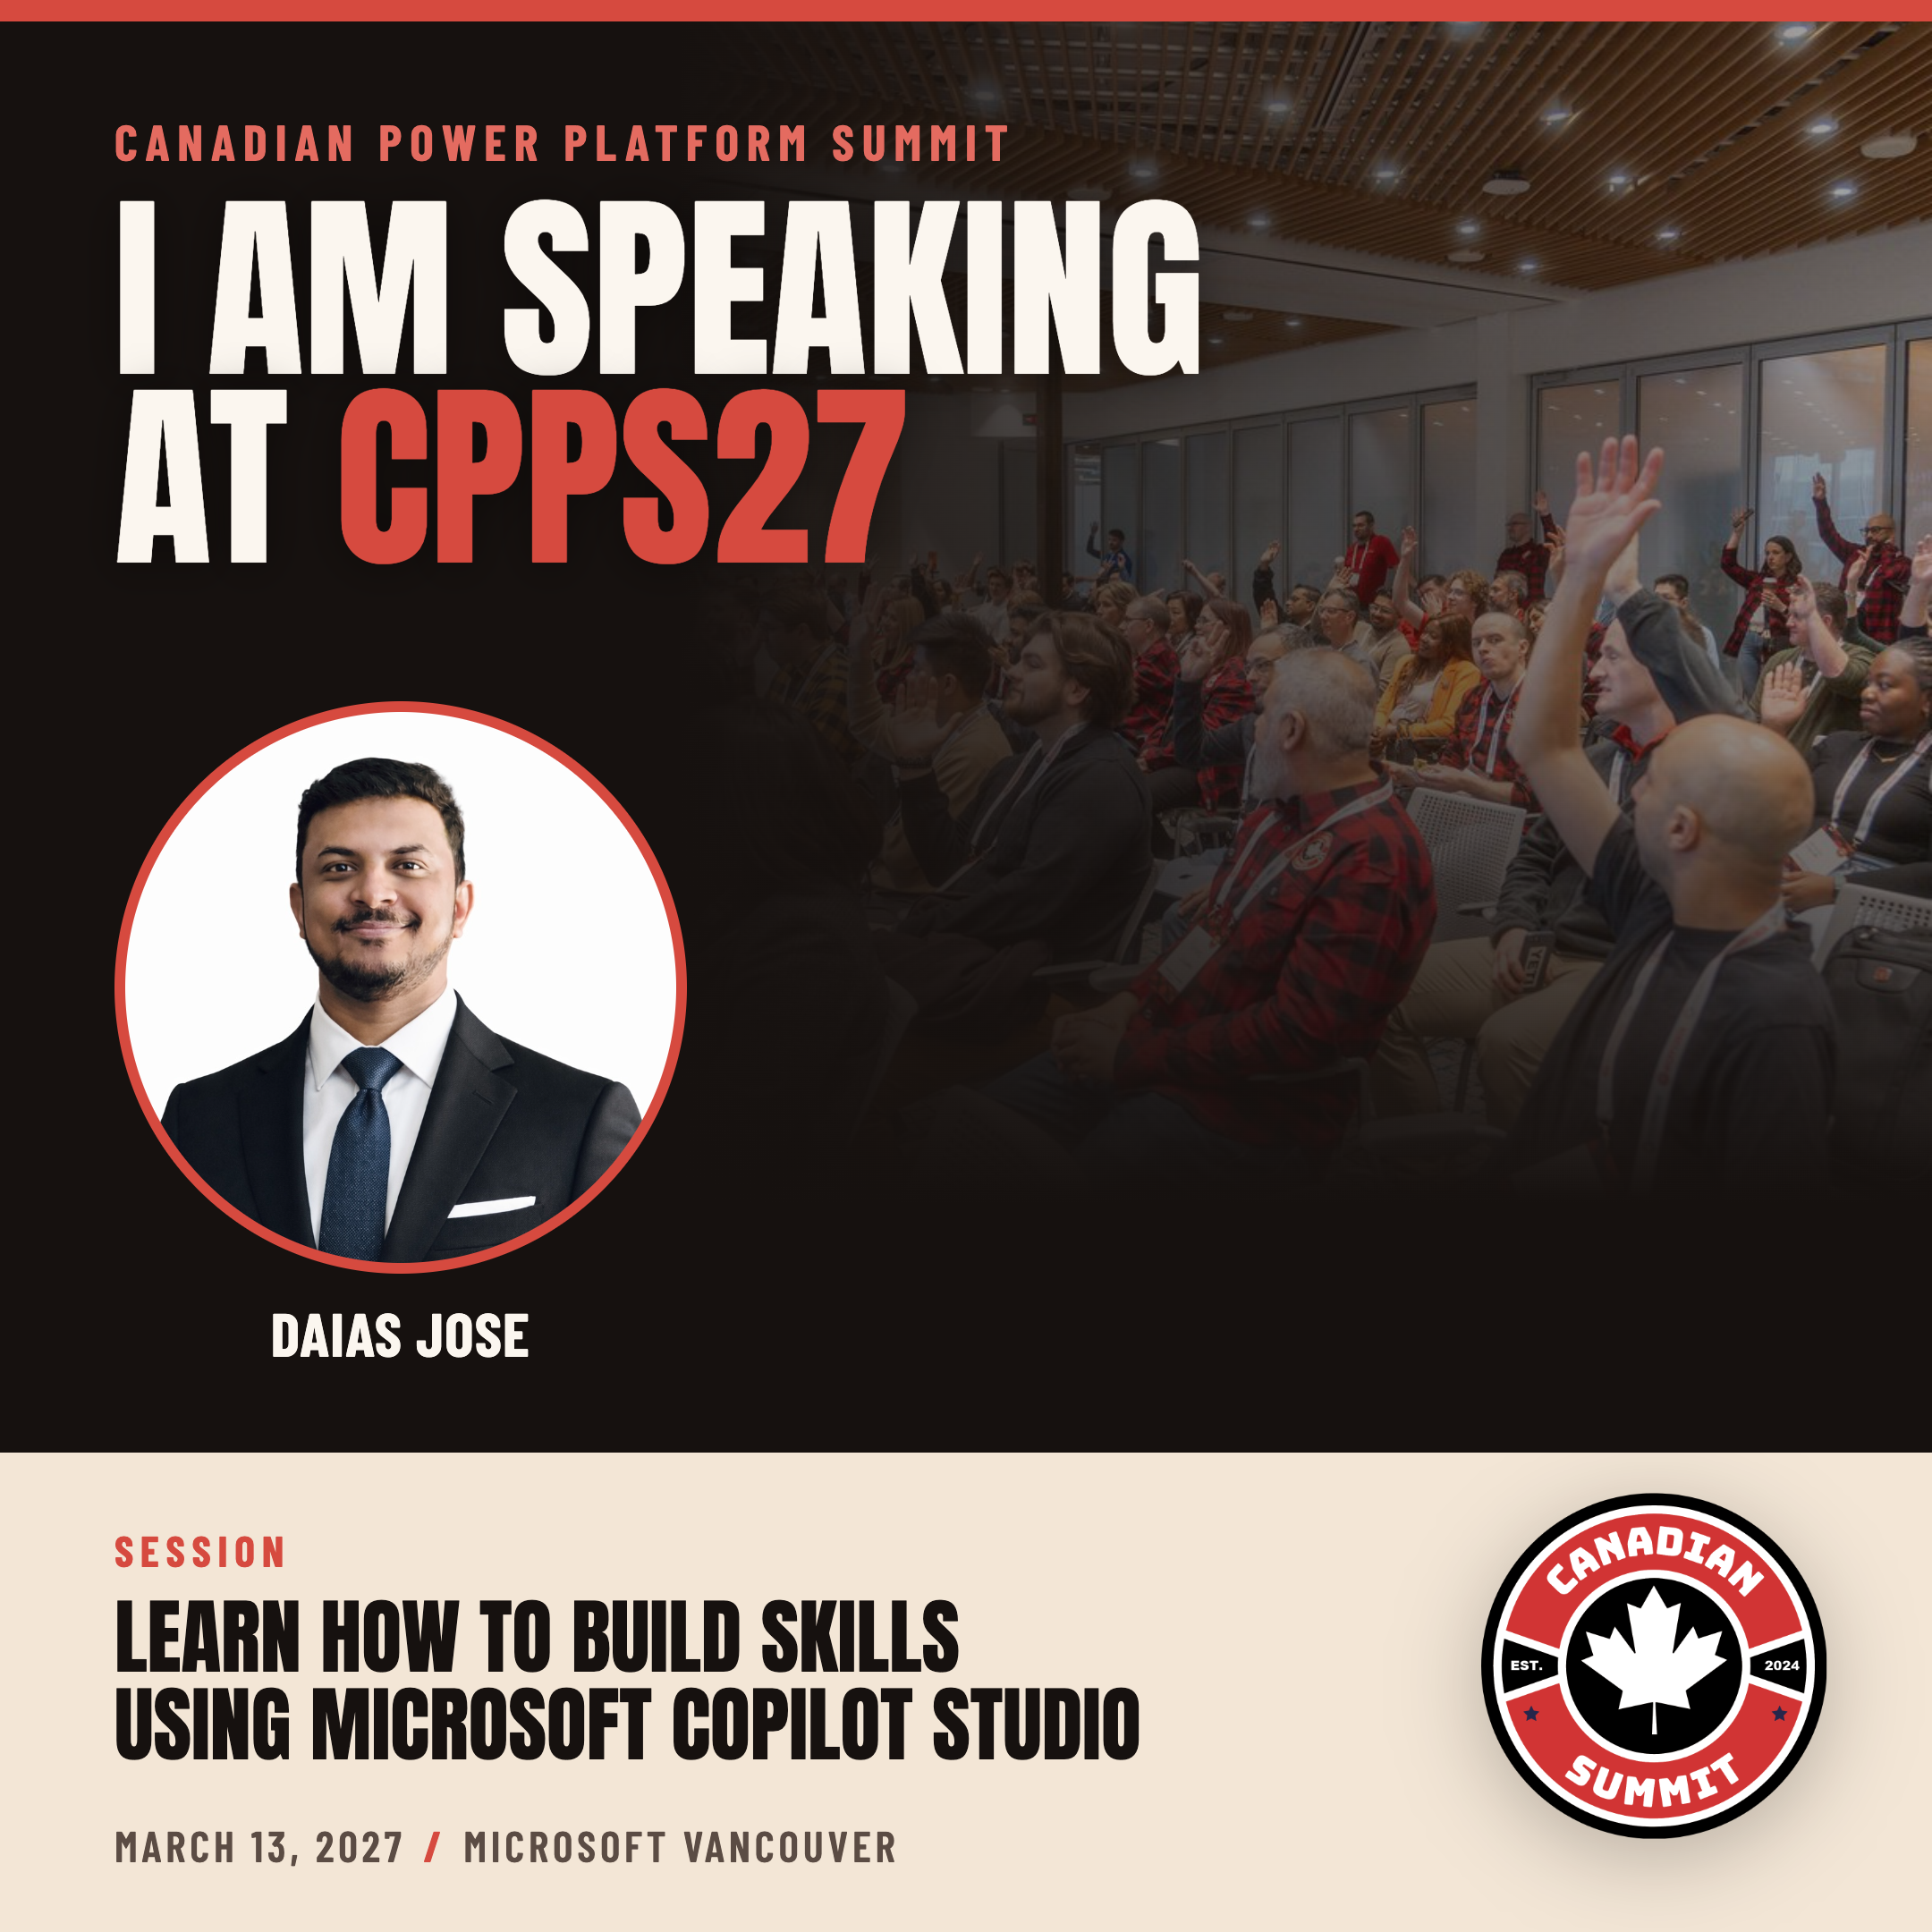 CANADIAN POWER PLATFORM SUMMIT
I AM SPEAKING
AT CPPS27
DAIAS JOSE
SESSION
LEARN HOW TO BUILD SKILLS
USING MICROSOFT COPILOT STUDIO
MARCH 13, 2027 / MICROSOFT VANCOUVER
CANADIAN
EST. 2024
SUMMIT